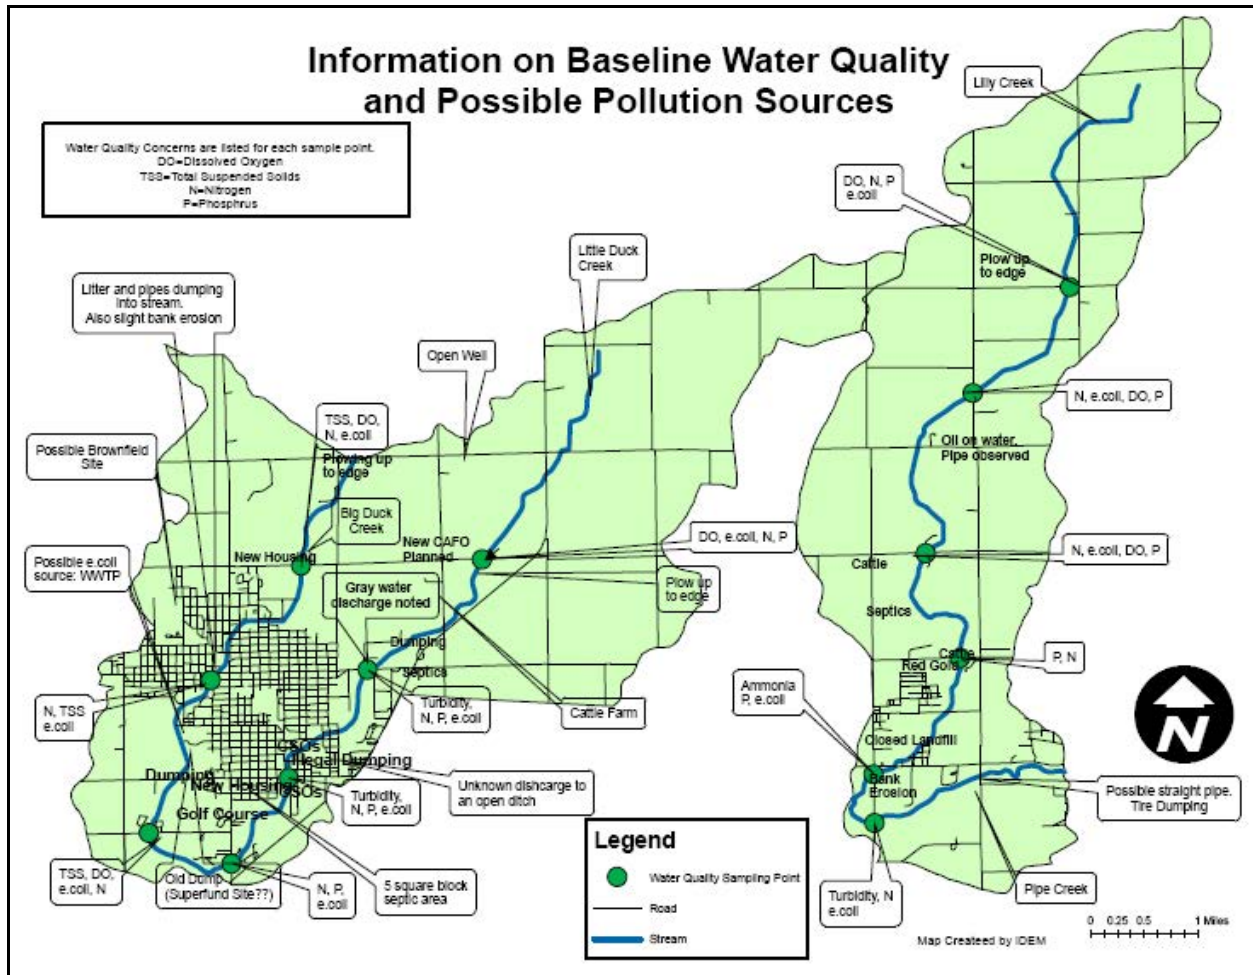 Information on Baseline Water Quality
and Possible Pollution Sources
Water Quality Concerns are listed for each sample point.
DO=Dissolved Oxygen
TSS=Total Suspended Solids
N=Nitrogen
P=Phosphrus
Lilly Creek
DO, N, P
e.coli
Plow up
to edge
Little Duck
Creek
Litter and pipes dumping
into stream.
Also slight bank erosion
Open Well
TSS, DO,
N, e.coli
N, e.coli, DO, P
Oil on water.
Pipe observed
Possible Brownfield
Site
Plowing up
to edge
Big Duck
Creek
New Housing
New CAFO
Planned
DO, e.coli, N, P
N, e.coli, DO, P
Cattle
Possible e.coli
source: WWTP
Plow up
to edge
Gray water
discharge noted
Septics
Dumping
Septics
Cattle
Red Gold
P, N
N, TSS
e.coli
Turbidity,
N, P, e.coli
Cattle Farm
Ammonia
P, e.coli
Closed Landfill
CSOs
Illegal Dumping
Dumping
New Housing
CSOs
Unknown dishcarge to
an open ditch
Bank
Erosion
Possible straight pipe.
Tire Dumping
Turbidity,
N, P, e.coli
Golf Course
TSS, DO,
e.coli, N
Old Dump
(Superfund Site??)
N, P,
e.coli
5 square block
septic area
Turbidity, N
e.coli
Pipe Creek
Legend
Water Quality Sampling Point
Road
Stream
N
0 0.25 0.5 1 Miles
Map Createed by IDEM